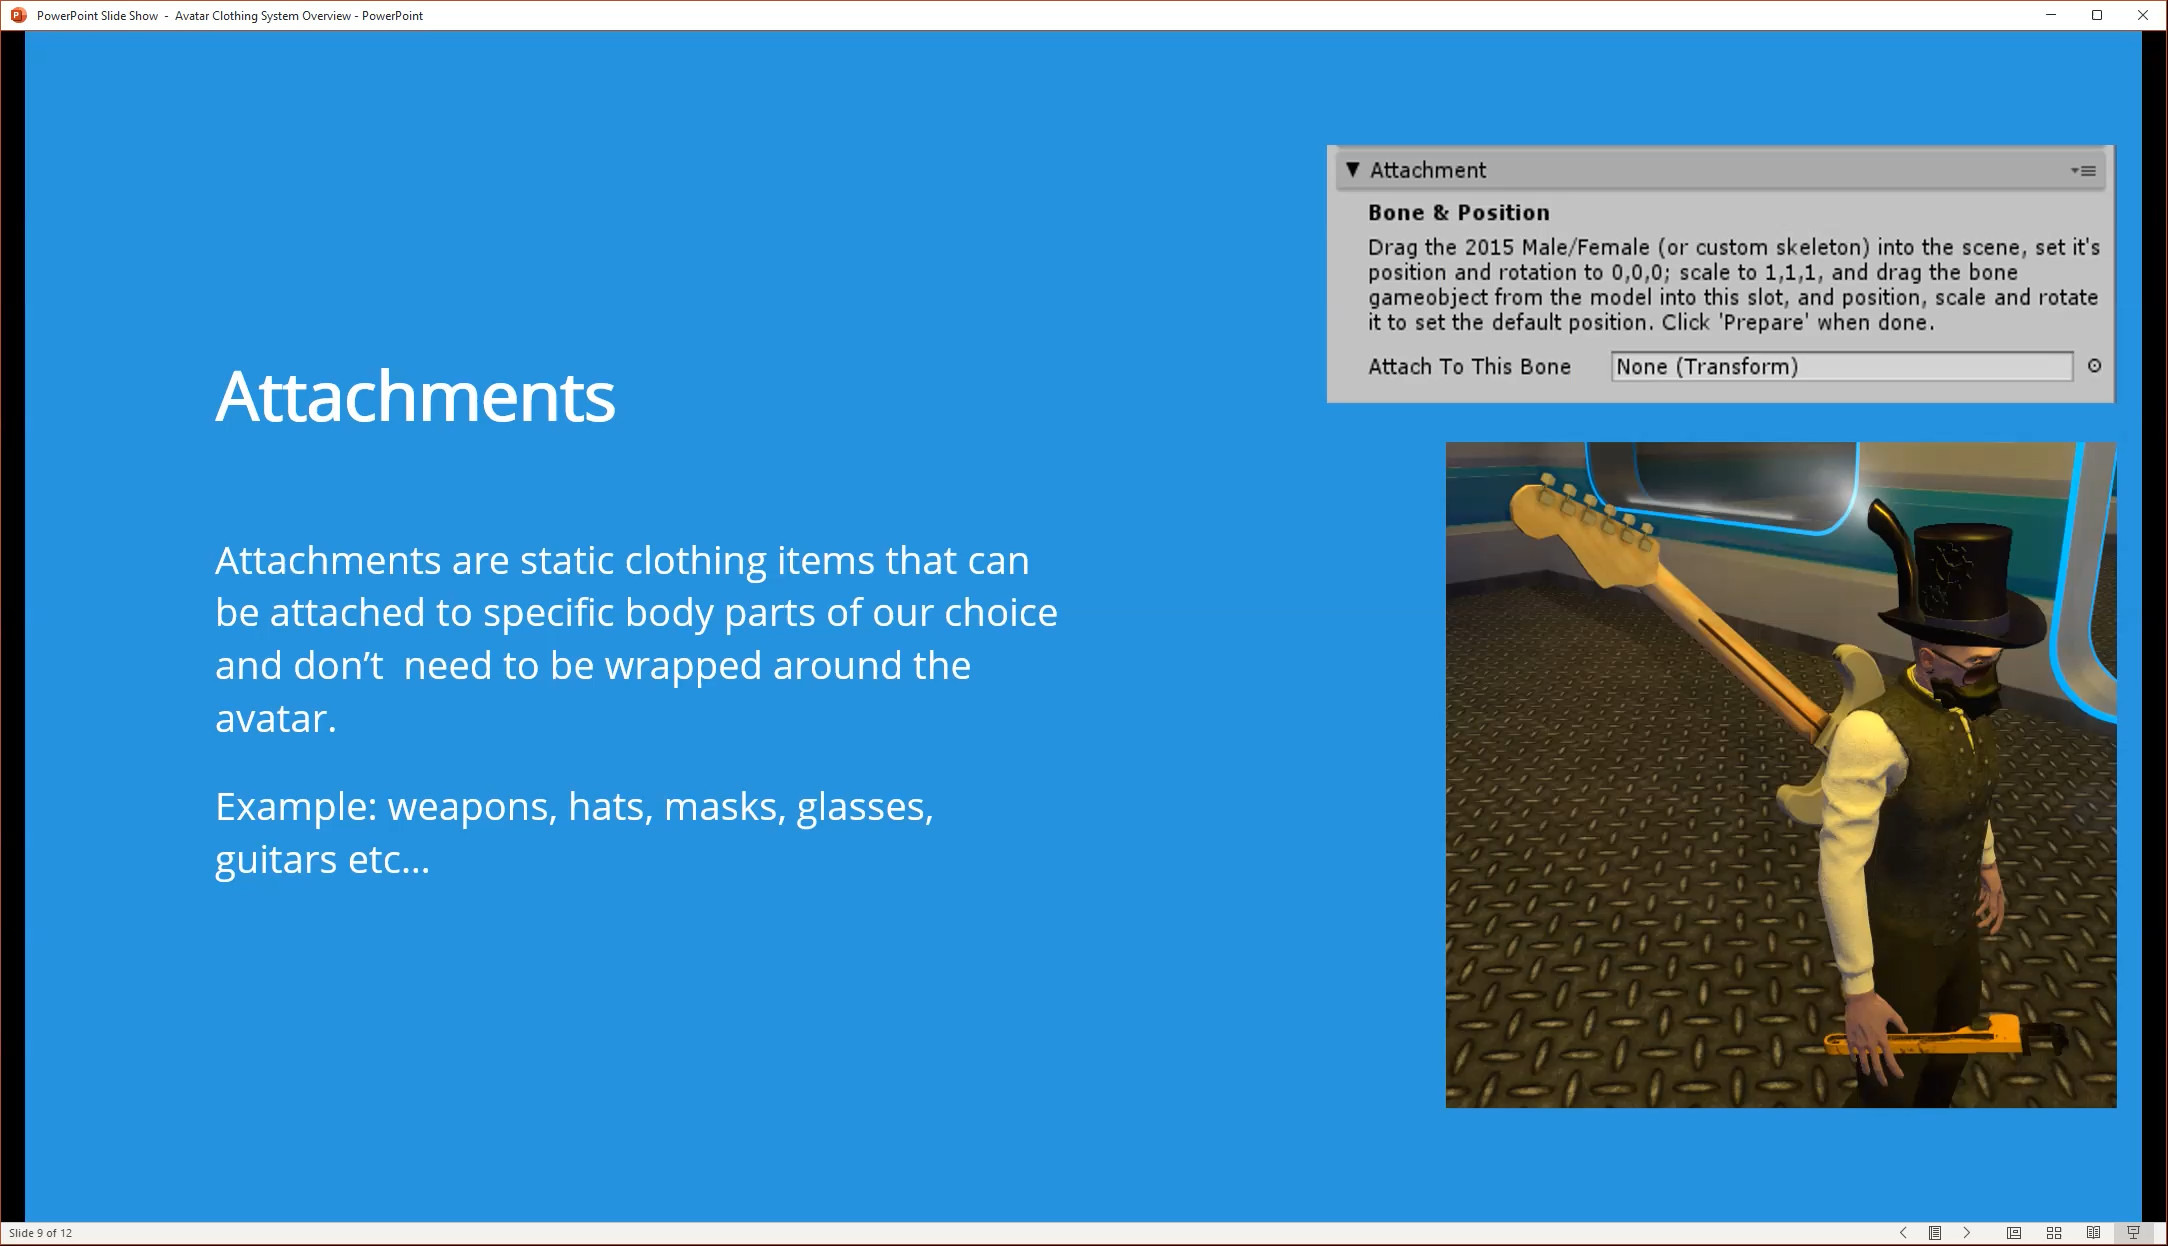 PowerPoint Slide Show - Avatar Clothing System Overview - PowerPoint
Attachments
Attachments are static clothing items that can
be attached to specific body parts of our choice
and don’t  need to be wrapped around the
avatar.
Example: weapons, hats, masks, glasses,
guitars etc...
Attachment
Bone & Position
Drag the 2015 Male/Female (or custom skeleton) into the scene, set it's
position and rotation to 0,0,0; scale to 1,1,1, and drag the bone
gameobject from the model into this slot, and position, scale and rotate
it to set the default position. Click 'Prepare' when done.
Attach To This Bone None (Transform)
Slide 9 of 12